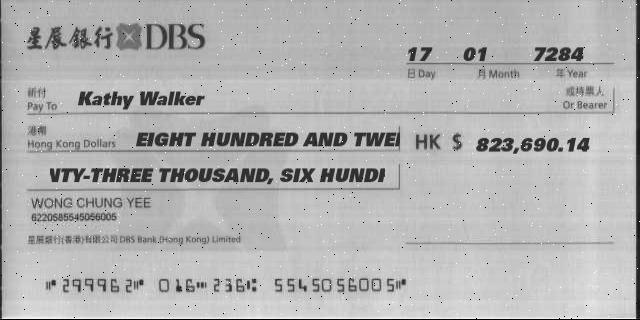 星展銀行 DBS
17 01 7284
日 Day 月 Month 年 Year
祈付 或持票人
Pay To Kathy Walker Or Bearer
港幣
Hong Kong Dollars EIGHT HUNDRED AND TWE
HK $ 823,690.14
NTY-THREE THOUSAND, SIX HUND
WONG CHUNG YEE
6220585545056005
星展銀行(香港)有限公司 DBS Bank (Hong Kong) Limited
⑈299962⑈ 016⑉236⑆ 5545056005⑈